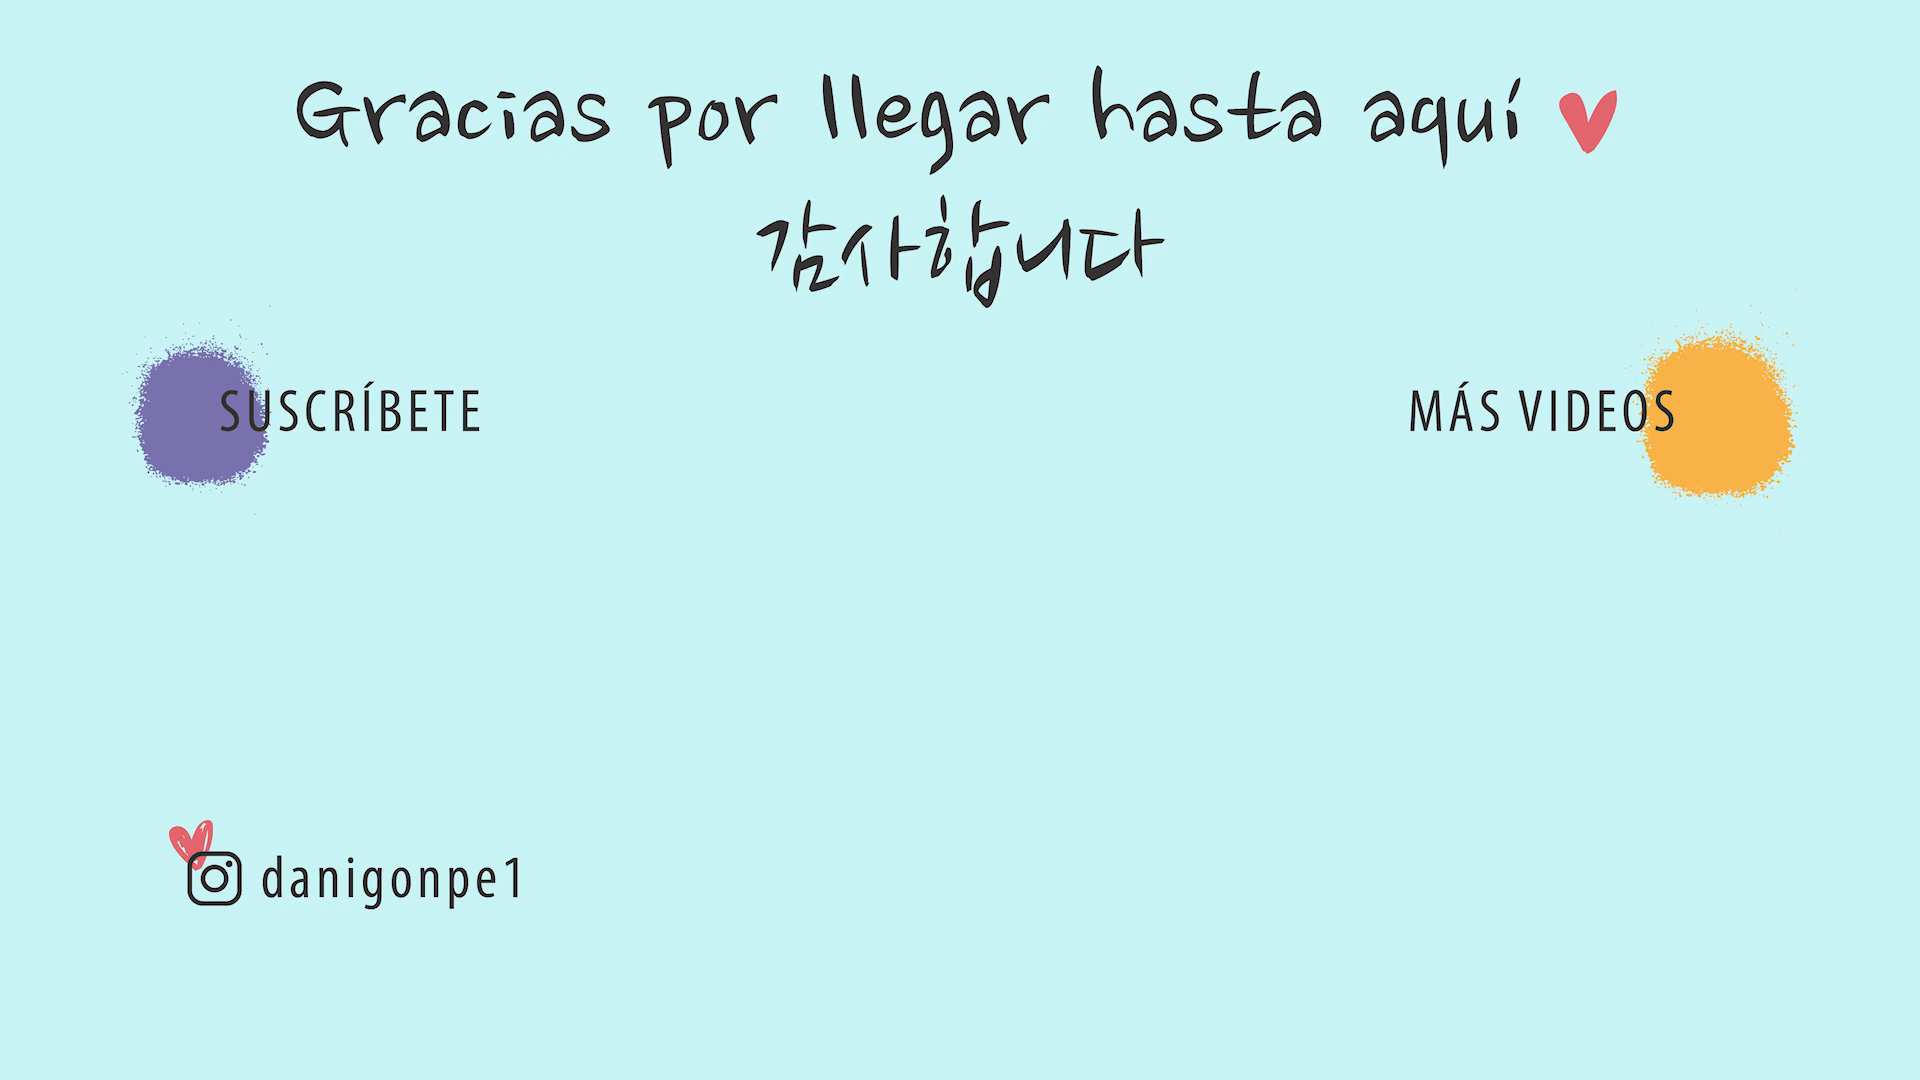 Gracias por llegar hasta aquí
감사합니다
SUSCRÍBETE
MÁS VIDEOS
danigonpe1